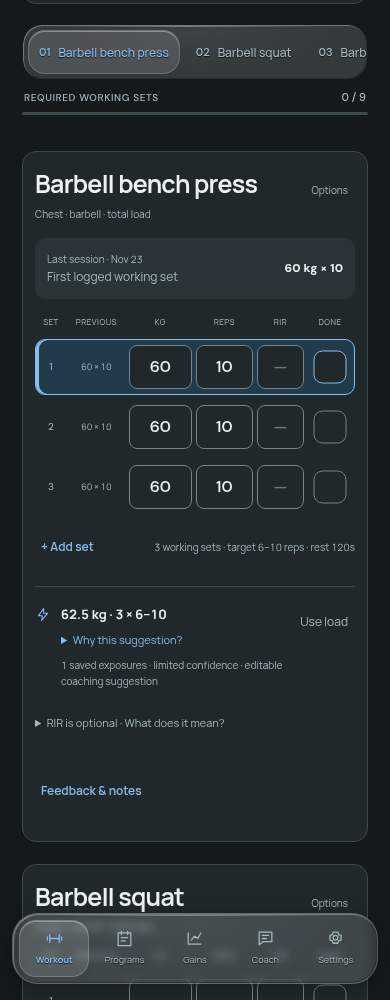 01 Barbell bench press 02 Barbell squat 03 Barb
REQUIRED WORKING SETS 0 / 9
Barbell bench press Options
Chest · barbell · total load
Last session · Nov 23
First logged working set 60 kg × 10
SET PREVIOUS KG REPS RIR DONE
1 60 × 10 60 10 —
2 60 × 10 60 10 —
3 60 × 10 60 10 —
+ Add set 3 working sets · target 6–10 reps · rest 120s
62.5 kg · 3 × 6–10 Use load
▶ Why this suggestion?
1 saved exposures · limited confidence · editable
coaching suggestion
▶ RIR is optional · What does it mean?
Feedback & notes
Barbell squat Options
Workout Programs Gains Coach Settings